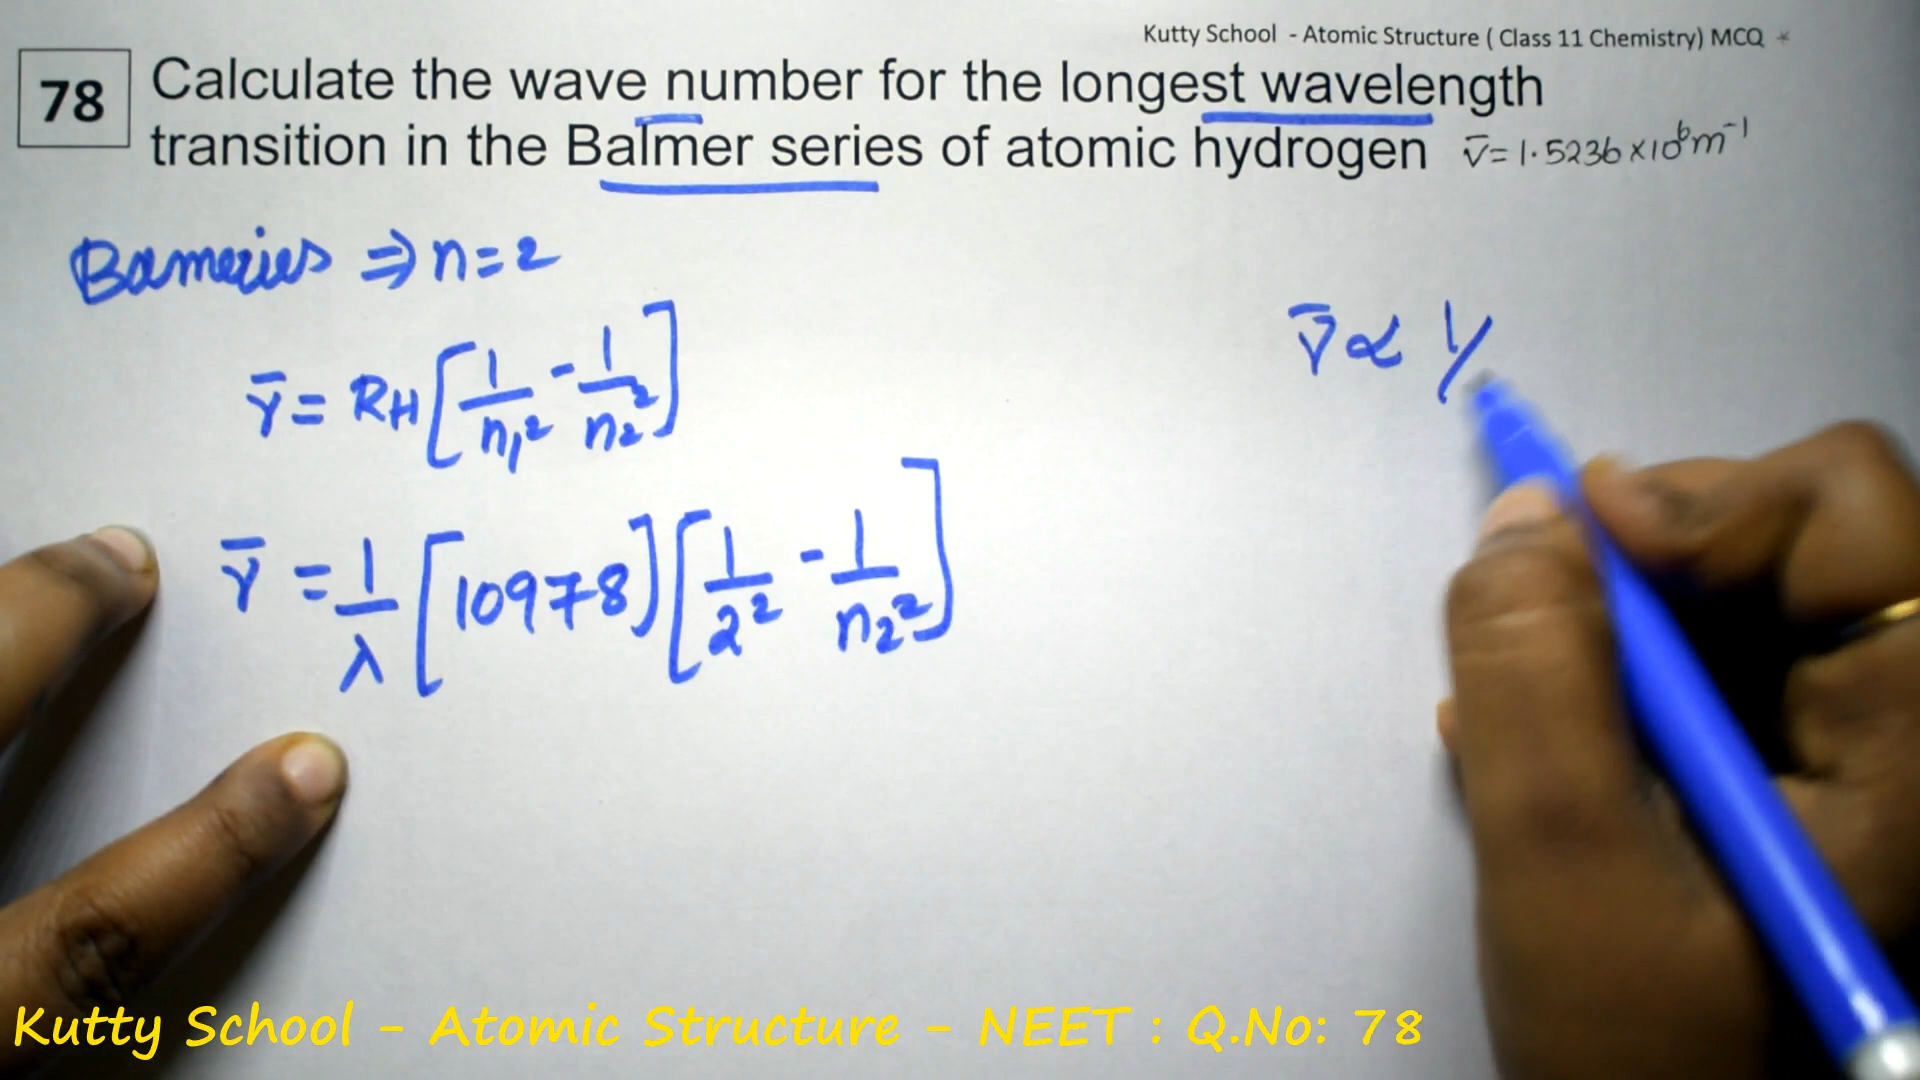 Kutty School - Atomic Structure ( Class 11 Chemistry) MCQ *
78 Calculate the wave number for the longest wavelength
transition in the Balmer series of atomic hydrogen v̄ = 1.5236 × 10⁶ m⁻¹
Bameries ⇒ n = 2
v̄ ∝ 1/
γ̄ = RH [1/n₁² - 1/n₂²]
γ̄ = 1/λ [10978] [1/2² - 1/n₂²]
Kutty School - Atomic Structure - NEET : Q.No: 78